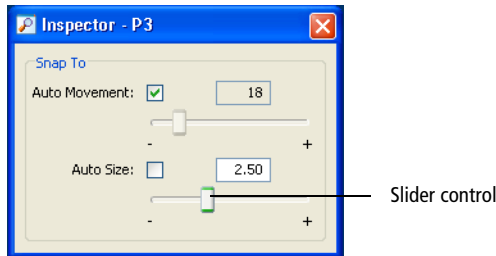 Inspector - P3
Snap To
Auto Movement: 18
- +
Auto Size: 2.50
Slider control
- +